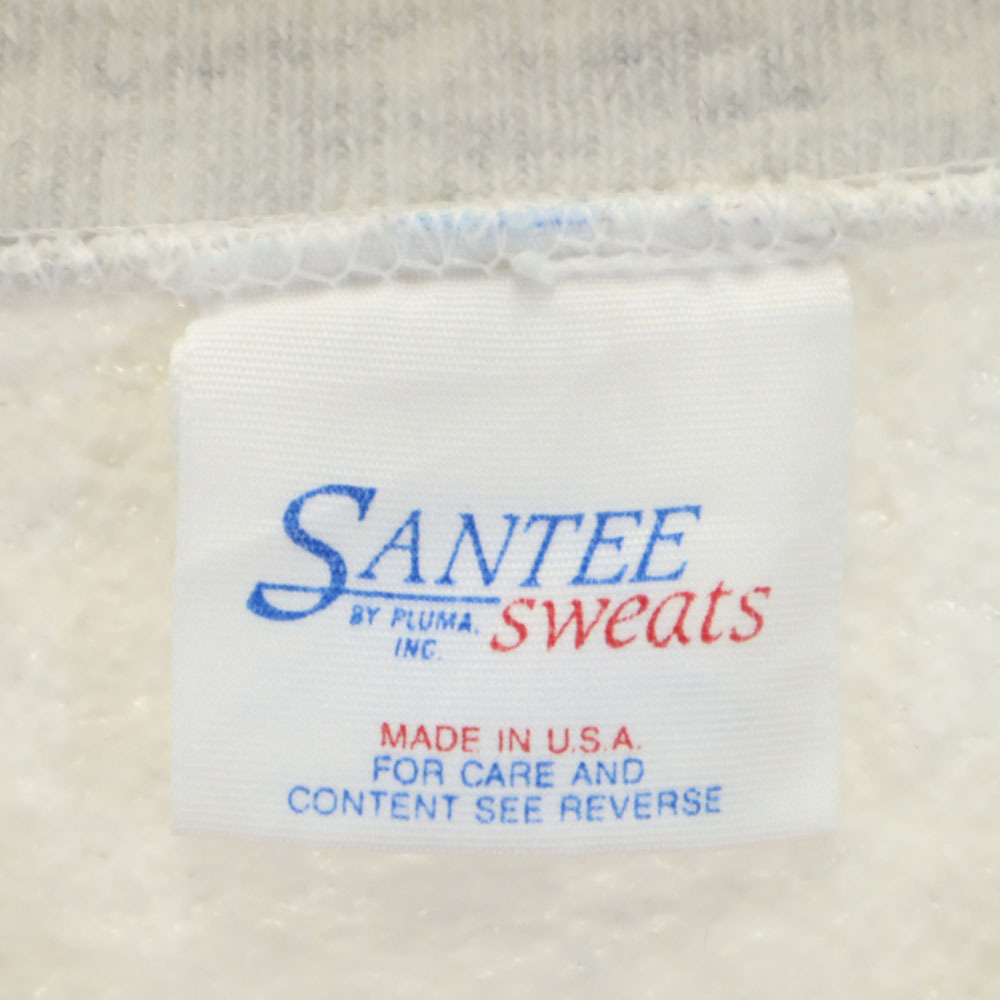 SANTEE
BY PLUMA, sweats
INC.
MADE IN U.S.A.
FOR CARE AND
CONTENT SEE REVERSE